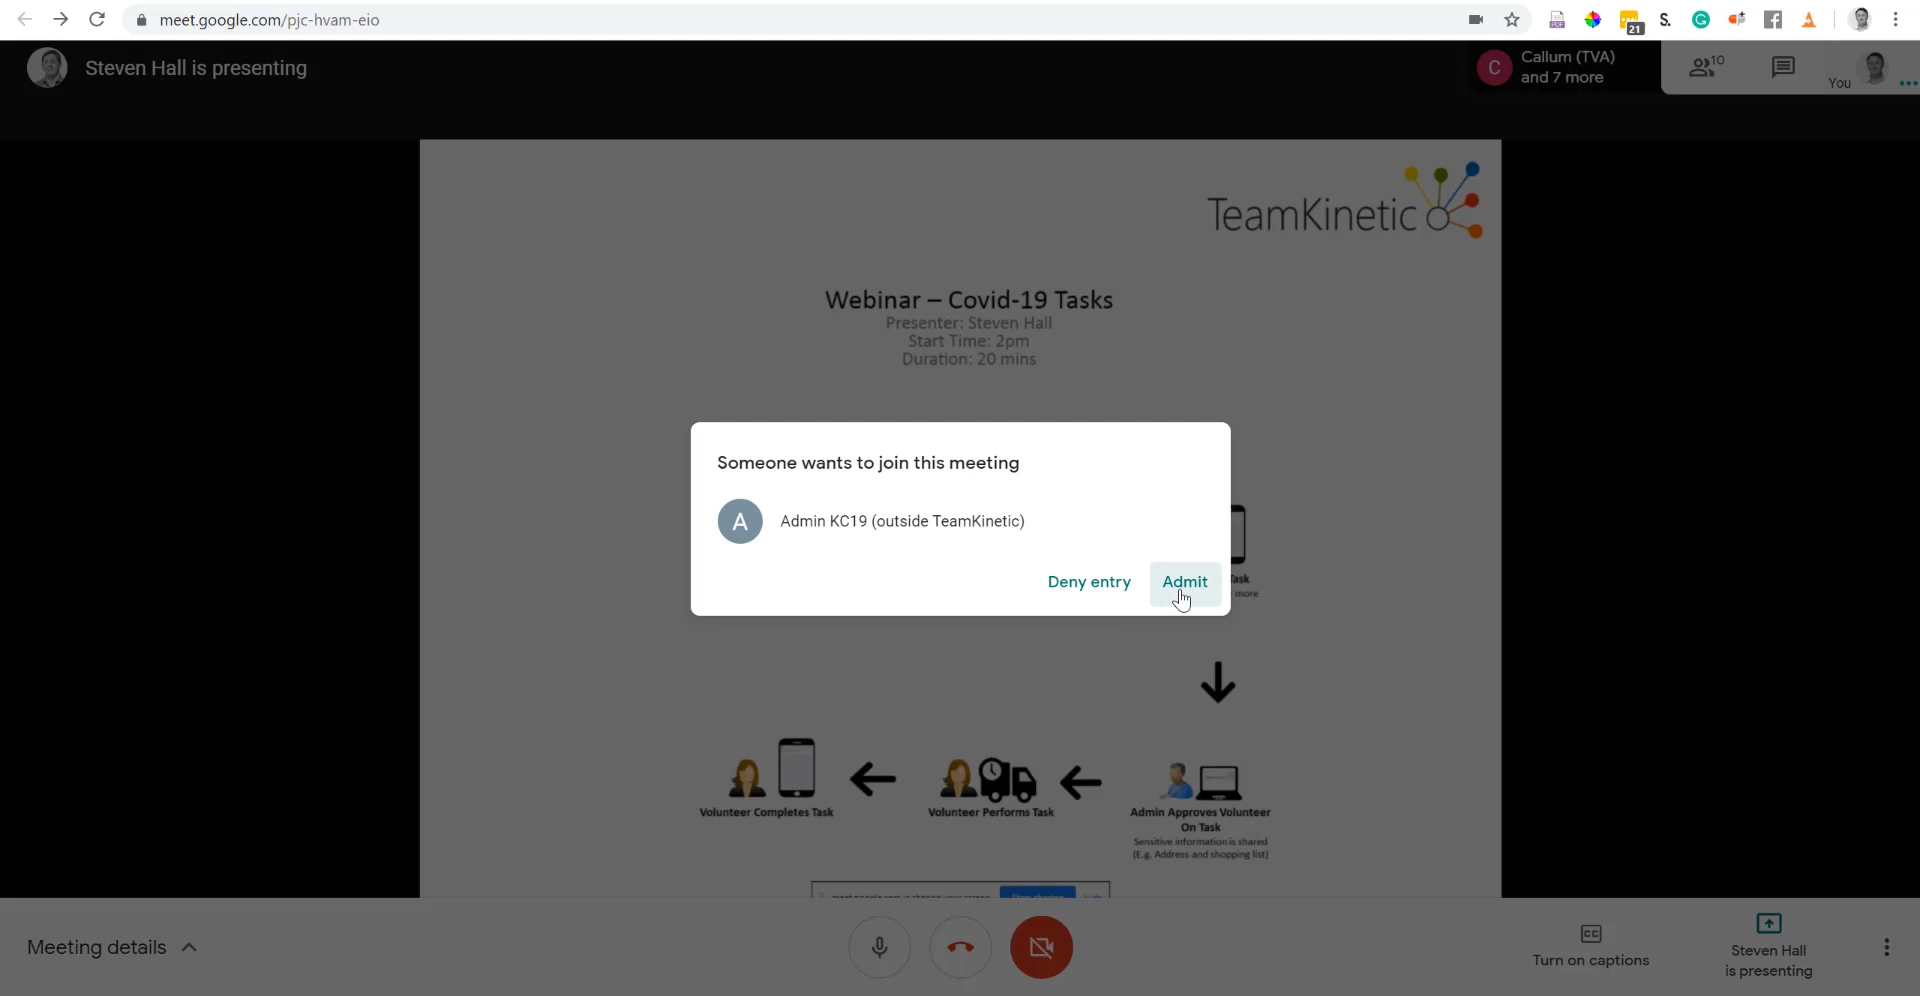 meet.google.com/pjc-hvam-eio
21
S.
Steven Hall is presenting
C
Callum (TVA)
and 7 more
10
You
TeamKinetic
Webinar – Covid-19 Tasks
Presenter: Steven Hall
Start Time: 2pm
Duration: 20 mins
Someone wants to join this meeting
A
Admin KC19 (outside TeamKinetic)
Deny entry
Admit
more
Volunteer Completes Task
Volunteer Performs Task
Admin Approves Volunteer
On Task
Sensitive information is shared
(E.g. Address and shopping list)
Meeting details
CC
Turn on captions
Steven Hall
is presenting